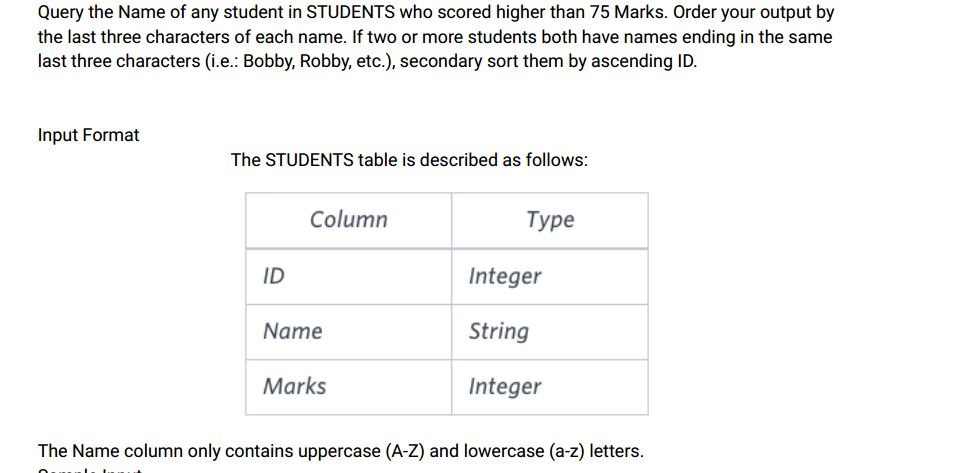 Query the Name of any student in STUDENTS who scored higher than 75 Marks. Order your output by
the last three characters of each name. If two or more students both have names ending in the same
last three characters (i.e.: Bobby, Robby, etc.), secondary sort them by ascending ID.
Input Format
The STUDENTS table is described as follows:
Column Type
ID Integer
Name String
Marks Integer
The Name column only contains uppercase (A-Z) and lowercase (a-z) letters.